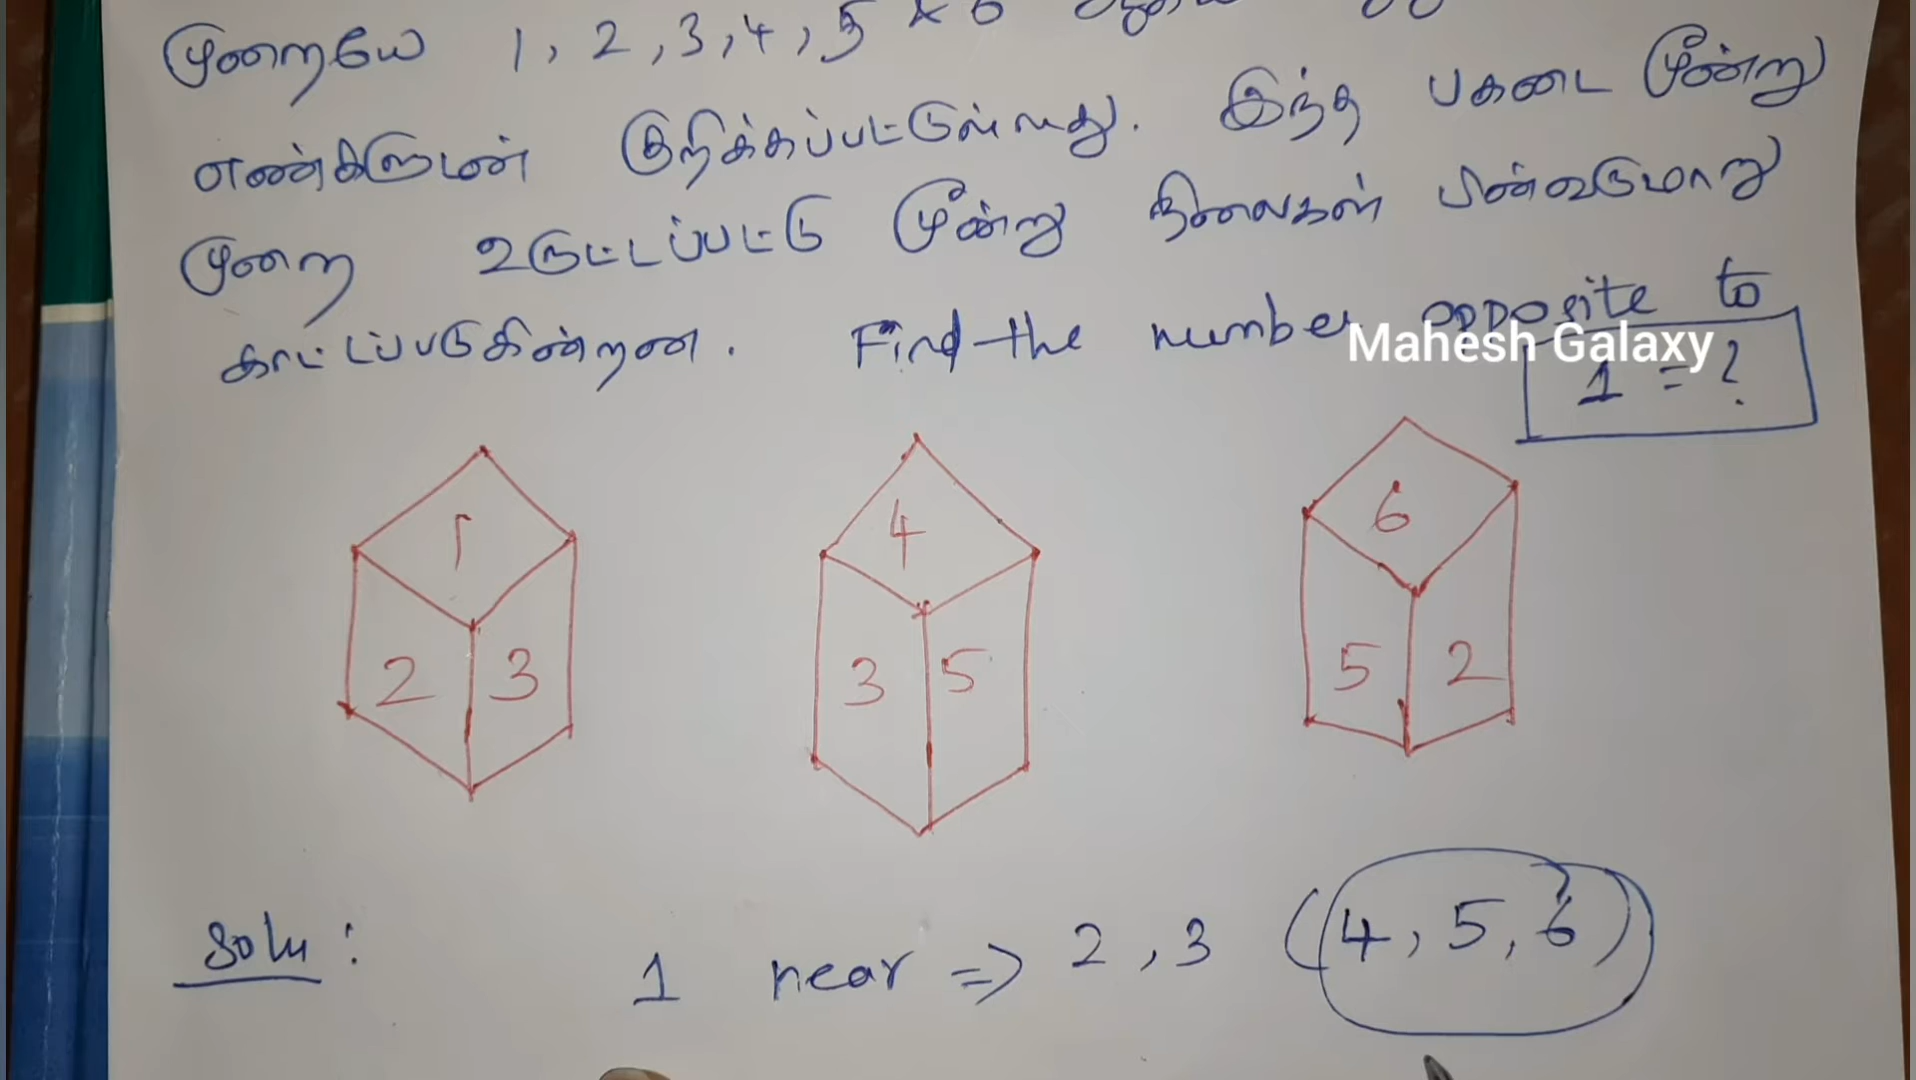 முறையே 1, 2, 3, 4, 5 & 6
எண்களுடன் குறிக்கப்பட்டுள்ளது. இந்த பகடை மூன்று
முறை உருட்டப்பட்டு மூன்று நிலைகள் பின்வருமாறு
காட்டப்படுகின்றன. Find the number opposite to
Mahesh Galaxy
1 = ?
1
2 3
4
3 5
6
5 2
Solu :
1 near => 2, 3 (4, 5, 6)